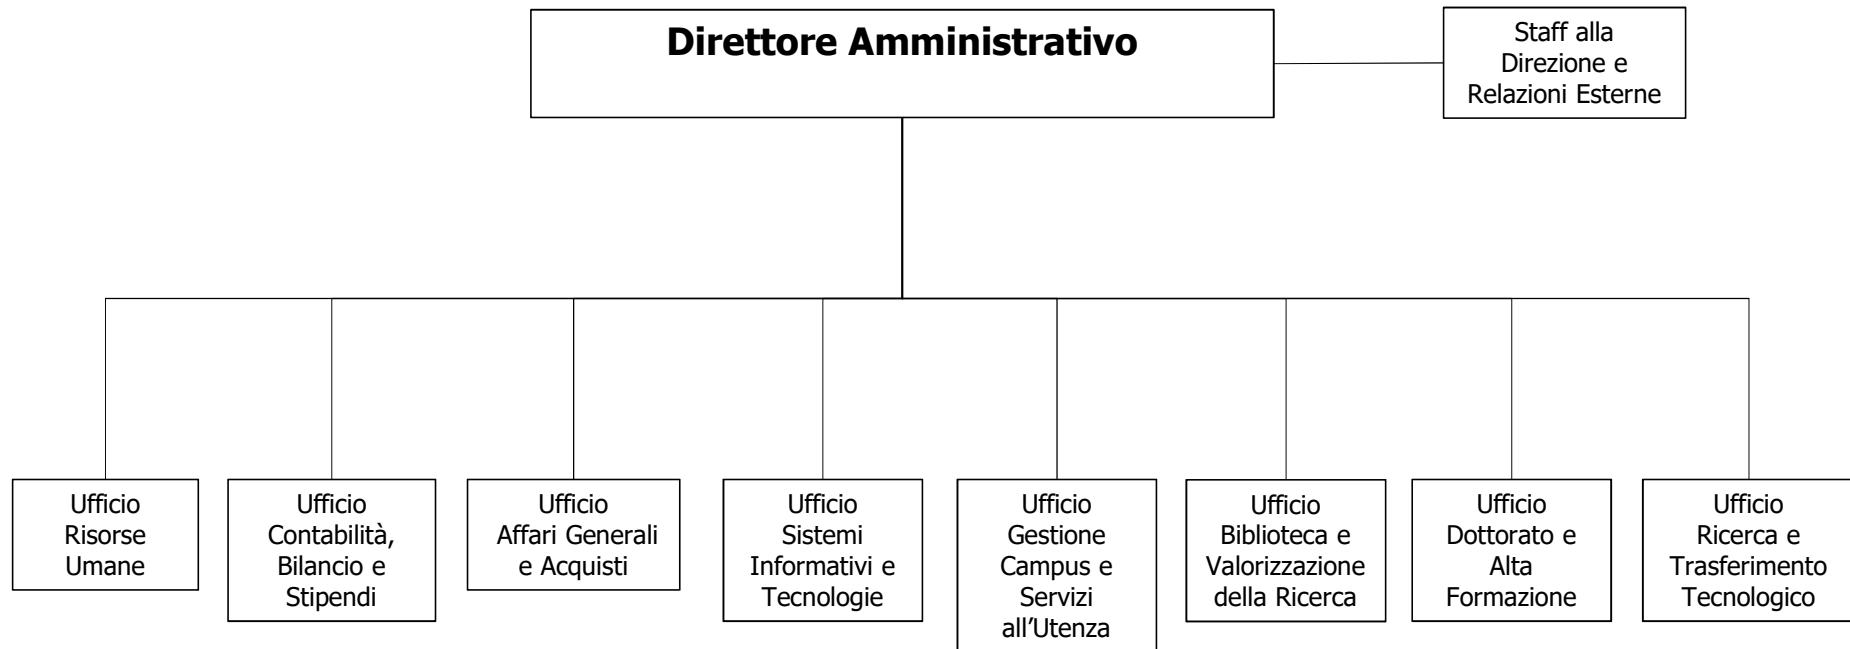 Direttore Amministrativo
Staff alla
Direzione e
Relazioni Esterne
Ufficio
Risorse
Umane
Ufficio
Contabilità,
Bilancio e
Stipendi
Ufficio
Affari Generali
e Acquisti
Ufficio
Sistemi
Informativi e
Tecnologie
Ufficio
Gestione
Campus e
Servizi
all’Utenza
Ufficio
Biblioteca e
Valorizzazione
della Ricerca
Ufficio
Dottorato e
Alta
Formazione
Ufficio
Ricerca e
Trasferimento
Tecnologico